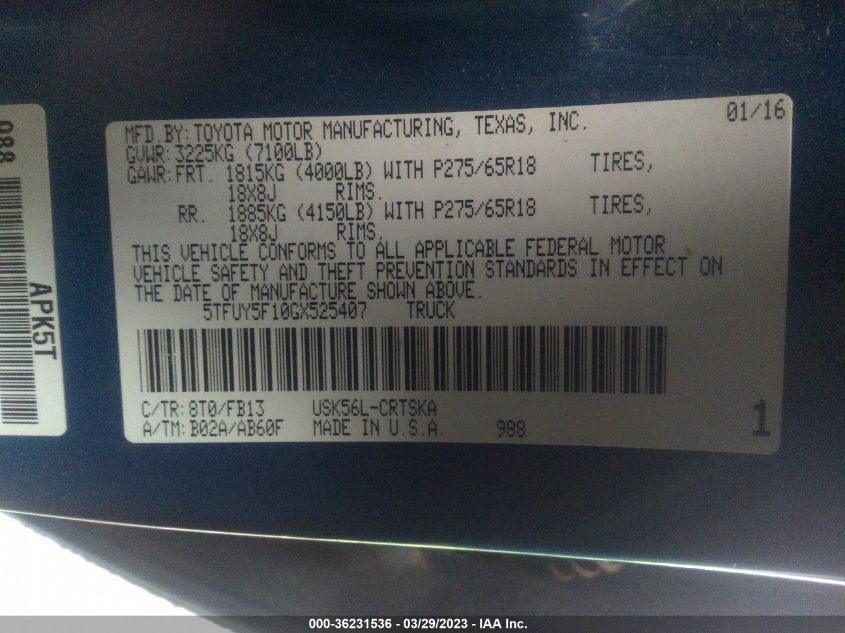 MFD.BY:TOYOTA MOTOR MANUFACTURING, TEXAS, INC. 01/16
GVWR:3225KG (7100LB)
GAWR:FRT. 1815KG (4000LB) WITH P275/65R18 TIRES,
18X8J RIMS.
RR. 1885KG (4150LB) WITH P275/65R18 TIRES,
18X8J RIMS.
THIS VEHICLE CONFORMS TO ALL APPLICABLE FEDERAL MOTOR
VEHICLE SAFETY AND THEFT PREVENTION STANDARDS IN EFFECT ON
THE DATE OF MANUFACTURE SHOWN ABOVE.
5TFUY5F10GX525407 TRUCK
C/TR:8T0/FB13 USK56L-CRTSKA
A/TM:B02A/AB60F MADE IN U.S.A. 988 1
988
APK5T
000-36231536 - 03/29/2023 - IAA Inc.